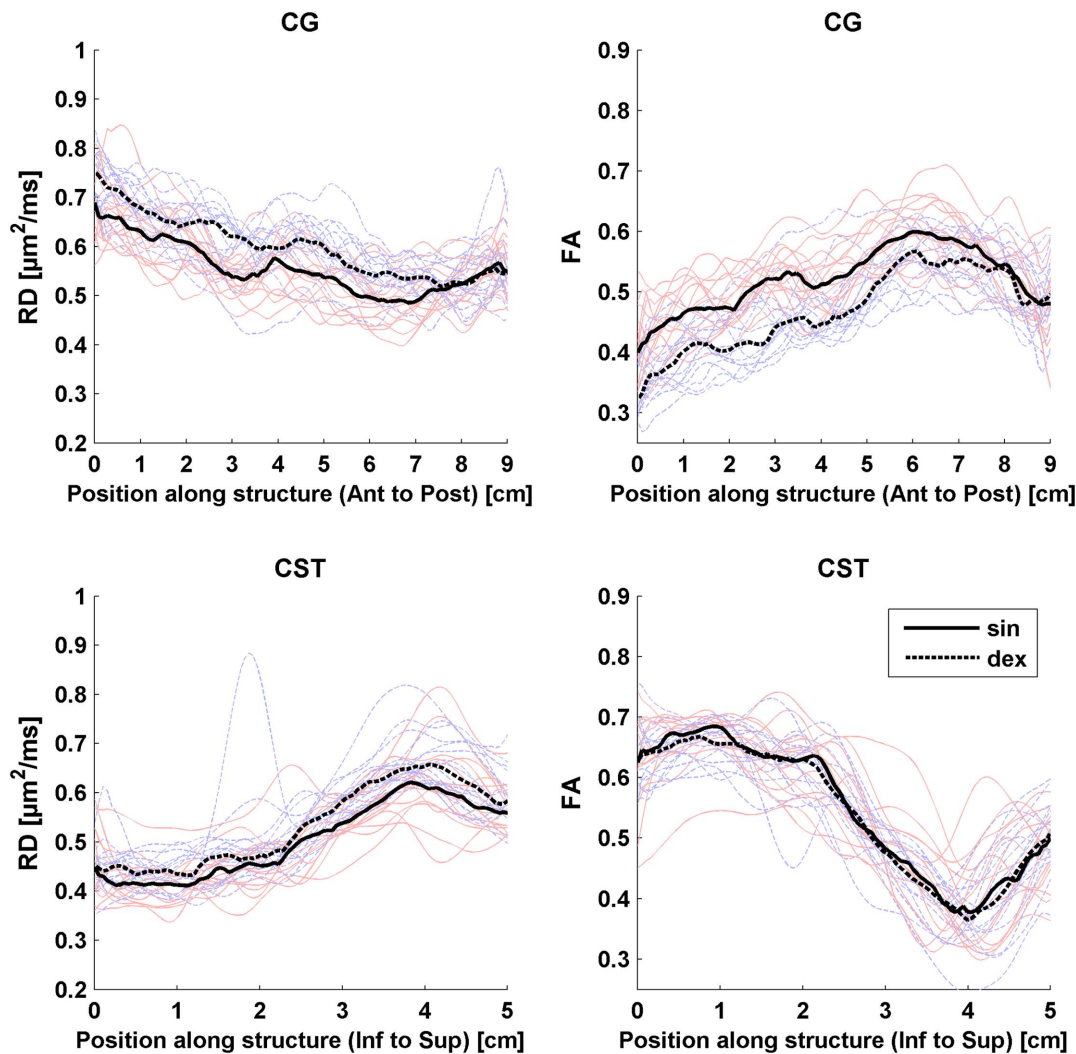 CG
1
0.9
0.8
0.7
0.6
0.5
0.4
0.3
0.2
RD [µm²/ms]
0 1 2 3 4 5 6 7 8 9
Position along structure (Ant to Post) [cm]
CG
0.9
0.8
0.7
0.6
0.5
0.4
0.3
FA
0 1 2 3 4 5 6 7 8 9
Position along structure (Ant to Post) [cm]
CST
1
0.9
0.8
0.7
0.6
0.5
0.4
0.3
0.2
RD [µm²/ms]
0 1 2 3 4 5
Position along structure (Inf to Sup) [cm]
CST
0.9
0.8
0.7
0.6
0.5
0.4
0.3
FA
sin
dex
0 1 2 3 4 5
Position along structure (Inf to Sup) [cm]